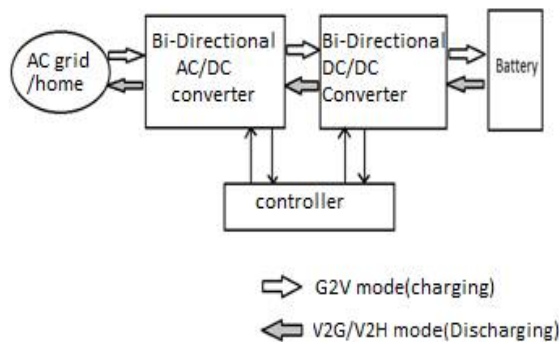 AC grid
/home
Bi-Directional
AC/DC
converter
Bi-Directional
DC/DC
Converter
Battery
controller
G2V mode(charging)
V2G/V2H mode(Discharging)